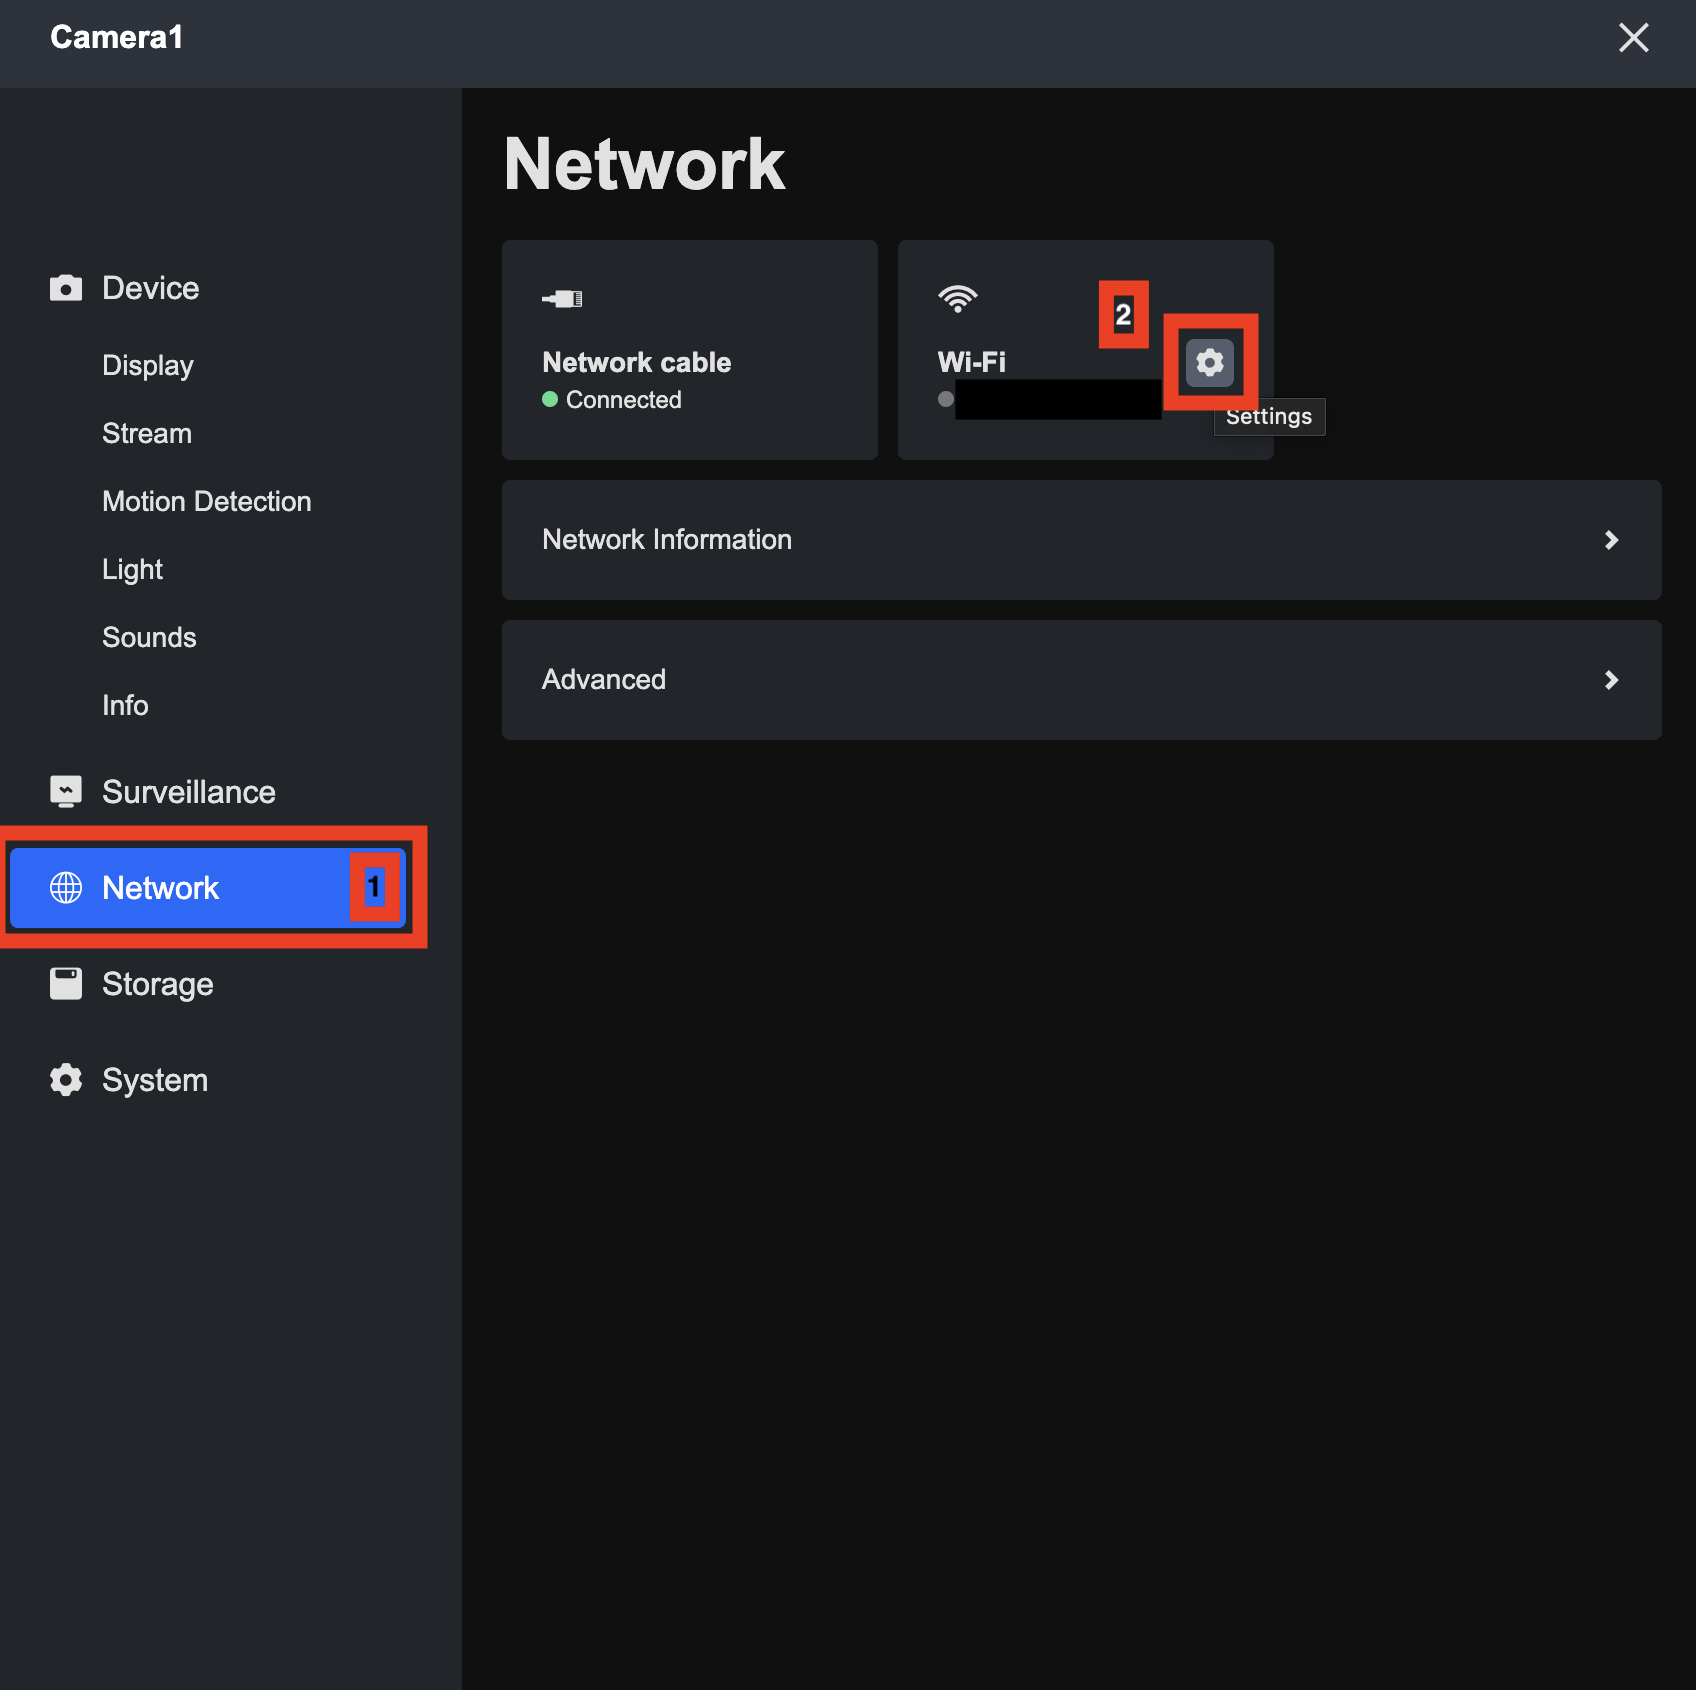 Camera1
Device
Display
Stream
Motion Detection
Light
Sounds
Info
Surveillance
Network
1
Storage
System
Network
Network cable
Connected
2
Wi-Fi
Settings
Network Information
Advanced